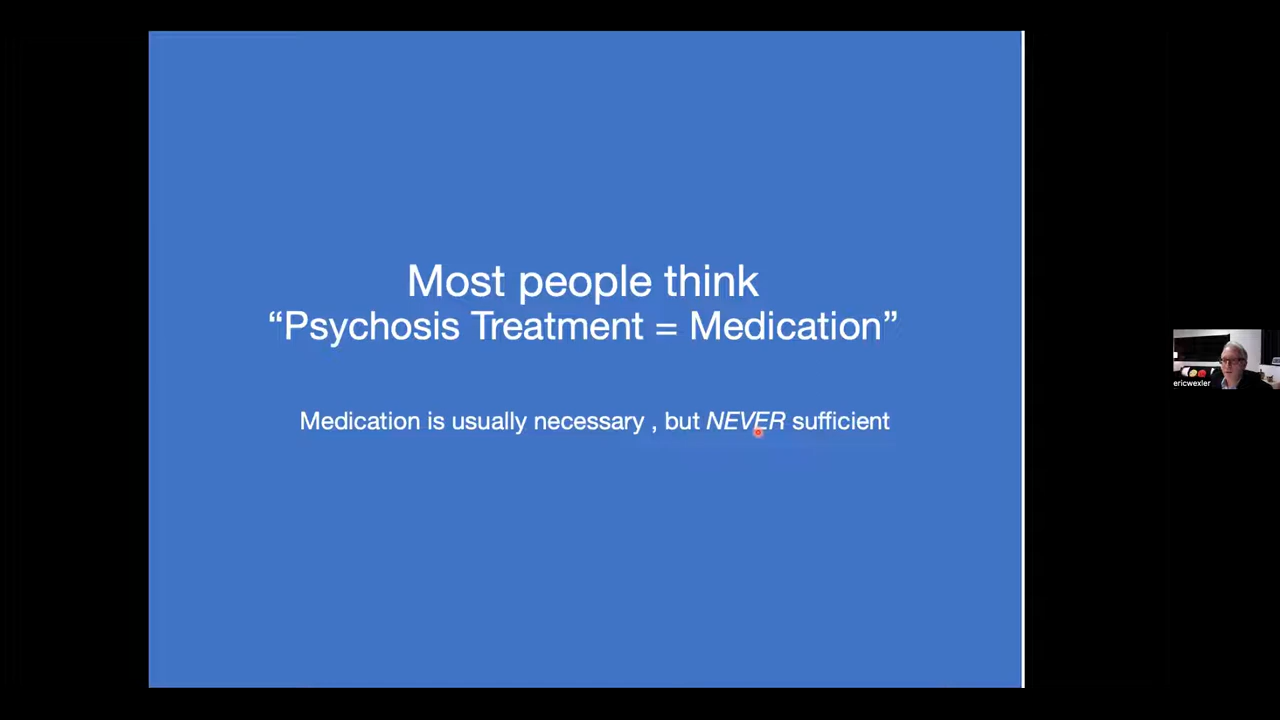 Most people think
“Psychosis Treatment = Medication”
Medication is usually necessary , but NEVER sufficient
ericwexler